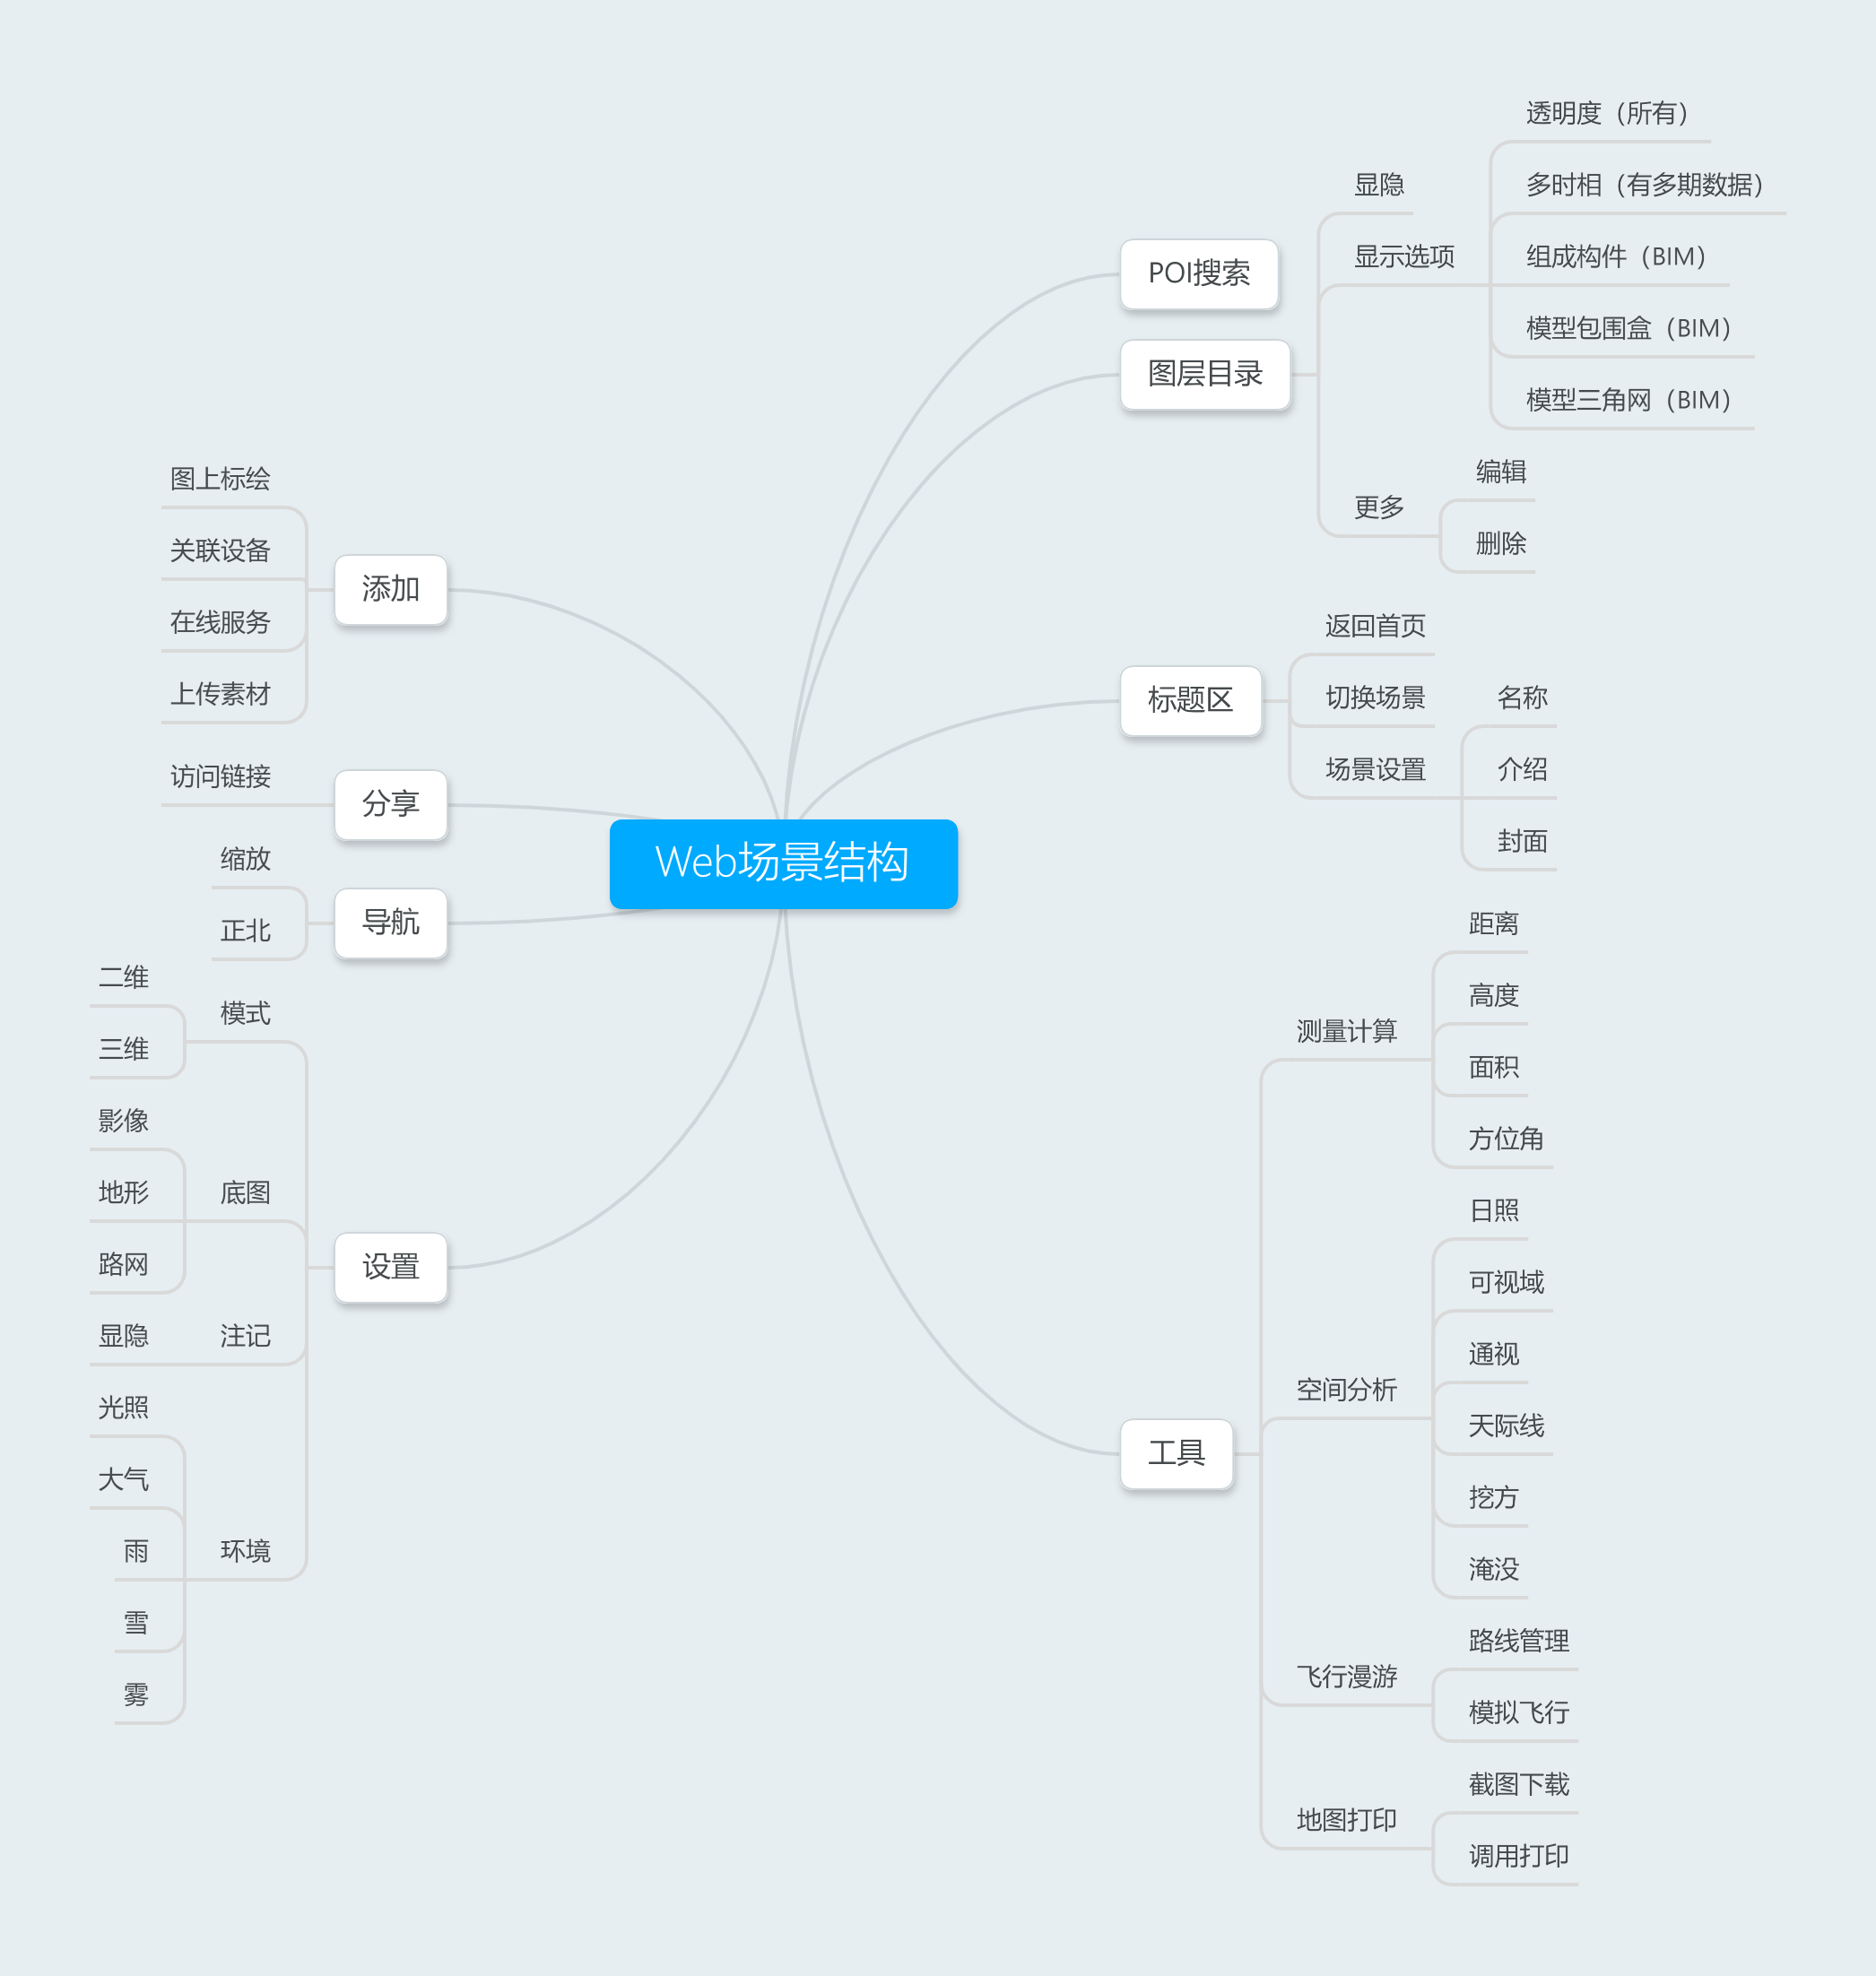 Web场景结构
POI搜索
图层目录
显隐
显示选项
透明度（所有）
多时相（有多期数据）
组成构件（BIM）
模型包围盒（BIM）
模型三角网（BIM）
更多
编辑
删除
标题区
返回首页
切换场景
场景设置
名称
介绍
封面
工具
测量计算
距离
高度
面积
方位角
空间分析
日照
可视域
通视
天际线
挖方
淹没
飞行漫游
路线管理
模拟飞行
地图打印
截图下载
调用打印
添加
图上标绘
关联设备
在线服务
上传素材
分享
访问链接
导航
缩放
正北
设置
模式
二维
三维
底图
影像
地形
路网
注记
显隐
环境
光照
大气
雨
雪
雾